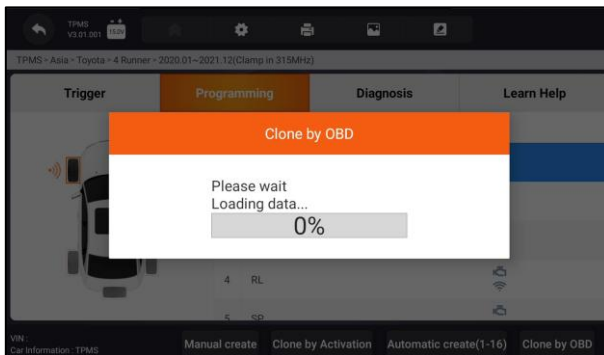 TPMS
V3.01.001
15.0V
TPMS - Asia - Toyota - 4 Runner - 2020.01~2021.12(Clamp in 315MHz)
Trigger
Programming
Diagnosis
Learn Help
Clone by OBD
Please wait
Loading data...
0%
4 RL
5 SP
VIN :
Car Information : TPMS
Manual create
Clone by Activation
Automatic create(1-16)
Clone by OBD